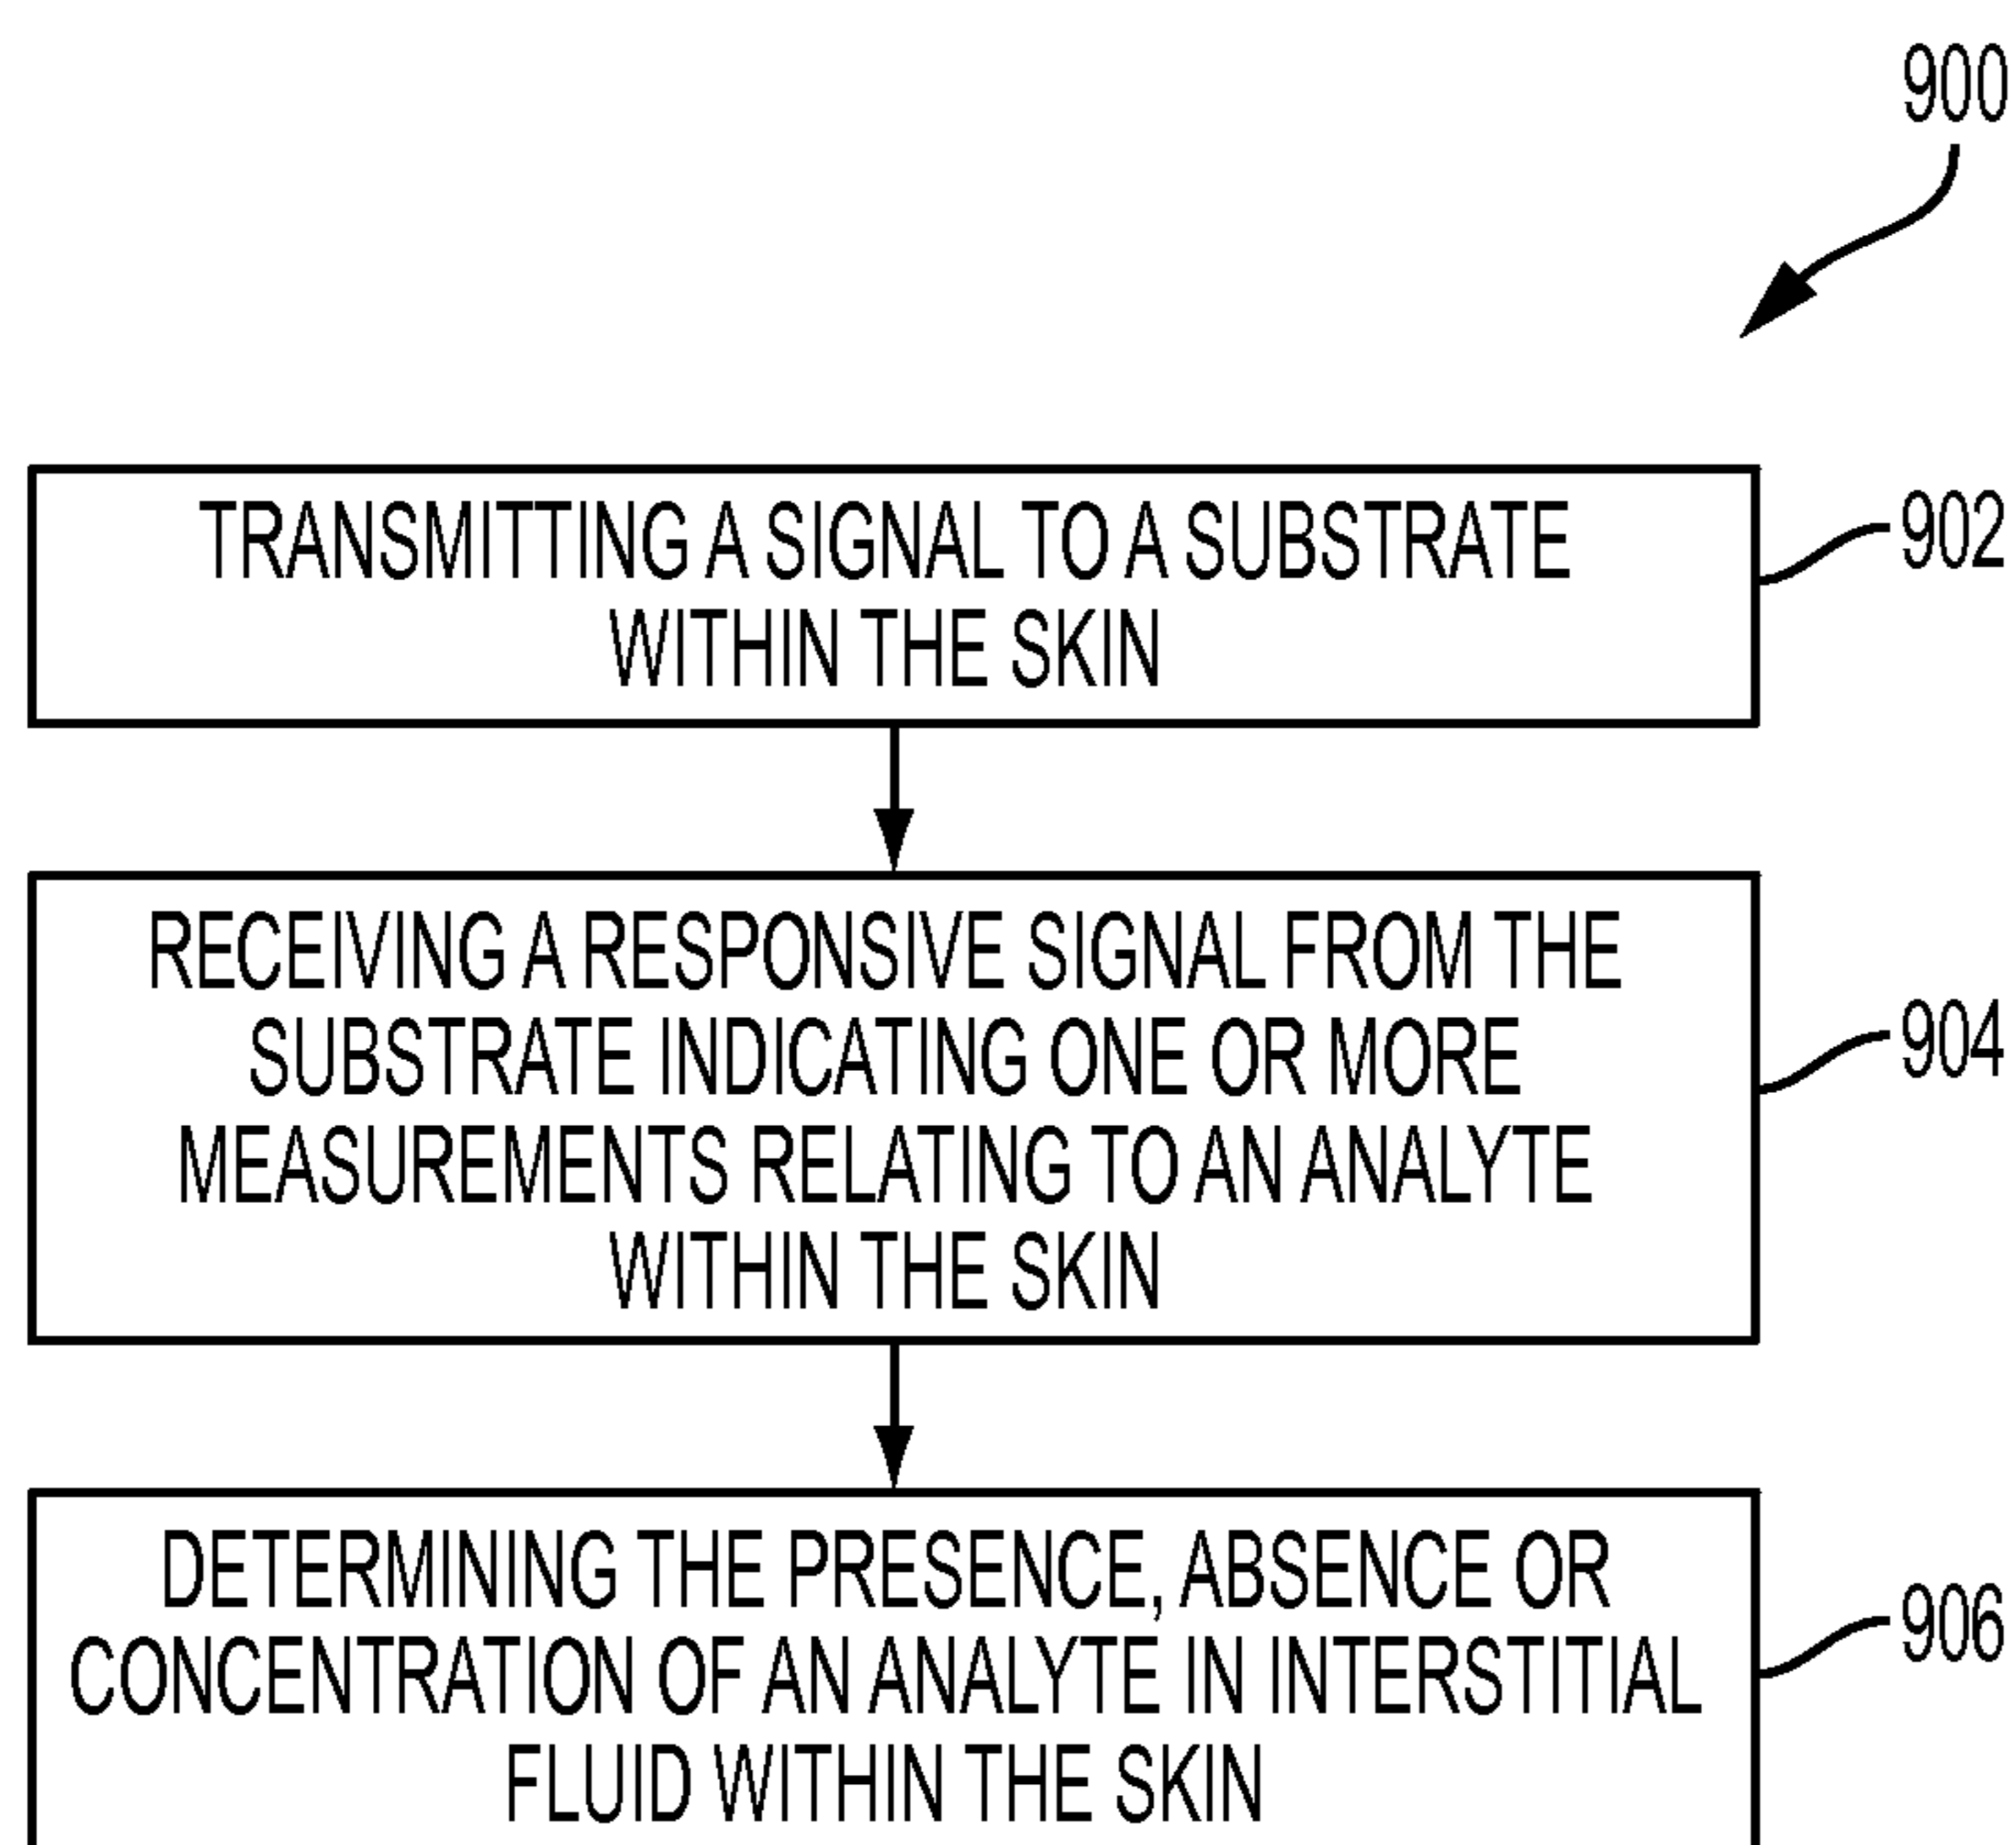 900
TRANSMITTING A SIGNAL TO A SUBSTRATE
WITHIN THE SKIN
902
RECEIVING A RESPONSIVE SIGNAL FROM THE
SUBSTRATE INDICATING ONE OR MORE
MEASUREMENTS RELATING TO AN ANALYTE
WITHIN THE SKIN
904
DETERMINING THE PRESENCE, ABSENCE OR
CONCENTRATION OF AN ANALYTE IN INTERSTITIAL
FLUID WITHIN THE SKIN
906